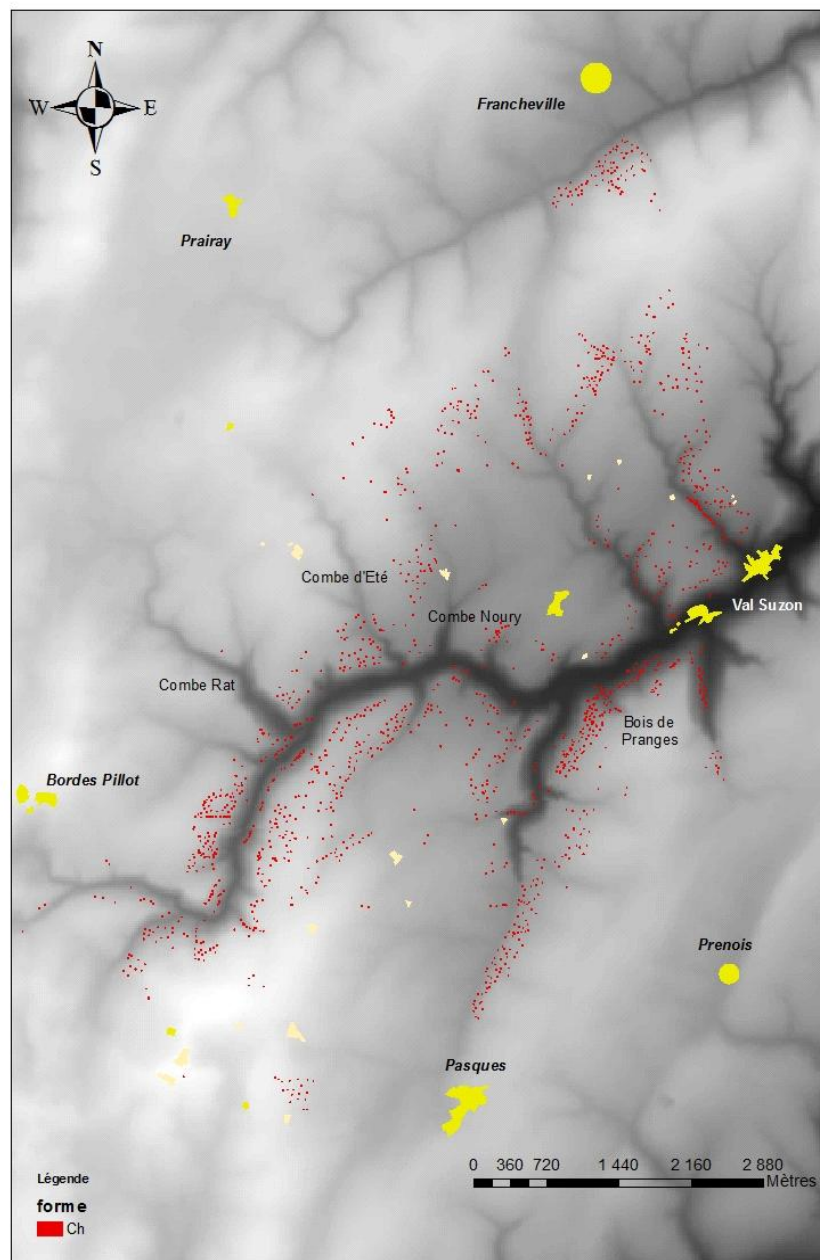 N
W E
S
Francheville
Prairay
Combe d'Eté
Combe Noury
Val Suzon
Combe Rat
Bois de
Pranges
Bordes Pillot
Prenois
Pasques
0 360 720 1 440 2 160 2 880
Mètres
Légende
forme
Ch